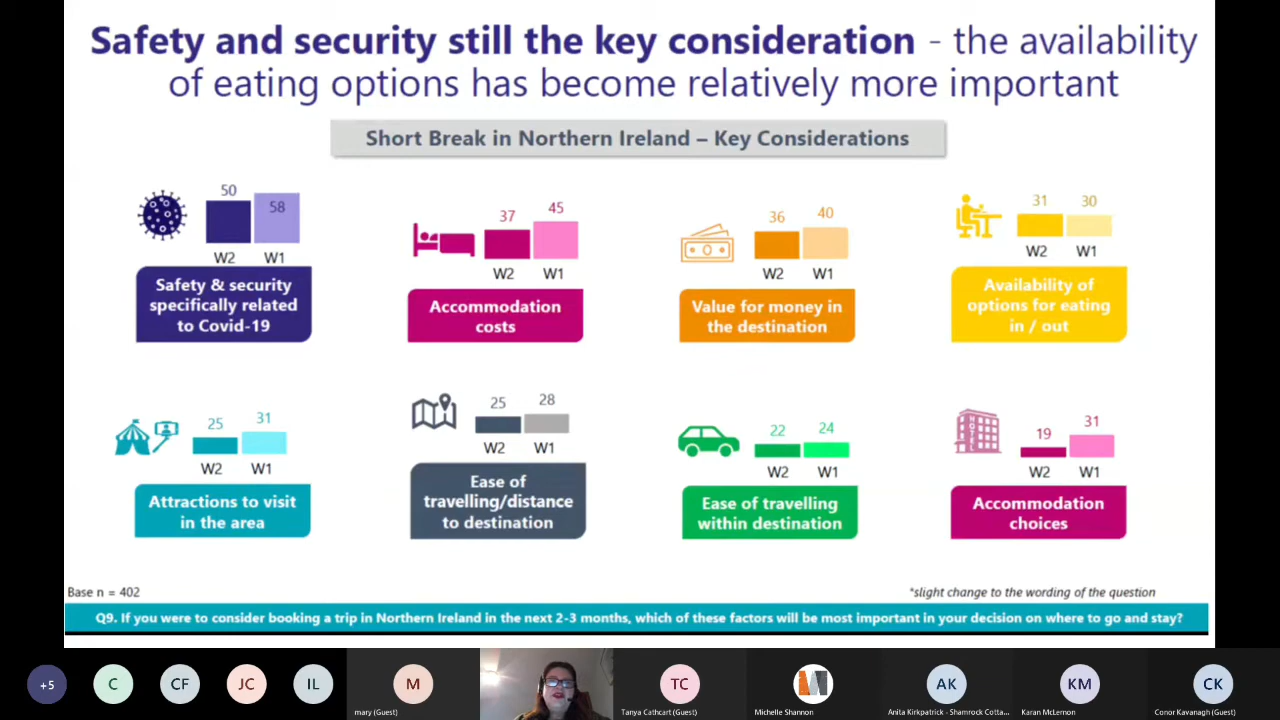 Safety and security still the key consideration - the availability
of eating options has become relatively more important
Short Break in Northern Ireland – Key Considerations
50 58
W2 W1
Safety & security
specifically related
to Covid-19
37 45
W2 W1
Accommodation
costs
36 40
W2 W1
Value for money in
the destination
31 30
W2 W1
Availability of
options for eating
in / out
25 31
W2 W1
Attractions to visit
in the area
25 28
W2 W1
Ease of
travelling/distance
to destination
22 24
W2 W1
Ease of travelling
within destination
HOTEL
19 31
W2 W1
Accommodation
choices
Base n = 402
*slight change to the wording of the question
Q9. If you were to consider booking a trip in Northern Ireland in the next 2-3 months, which of these factors will be most important in your decision on where to go and stay?
+5 C CF JC IL M TC AK KM CK
mary (Guest) Tanya Cathcart (Guest) Michelle Shannon Anita Kirkpatrick - Shamrock Cotta... Karan McLernon Conor Kavanagh (Guest)